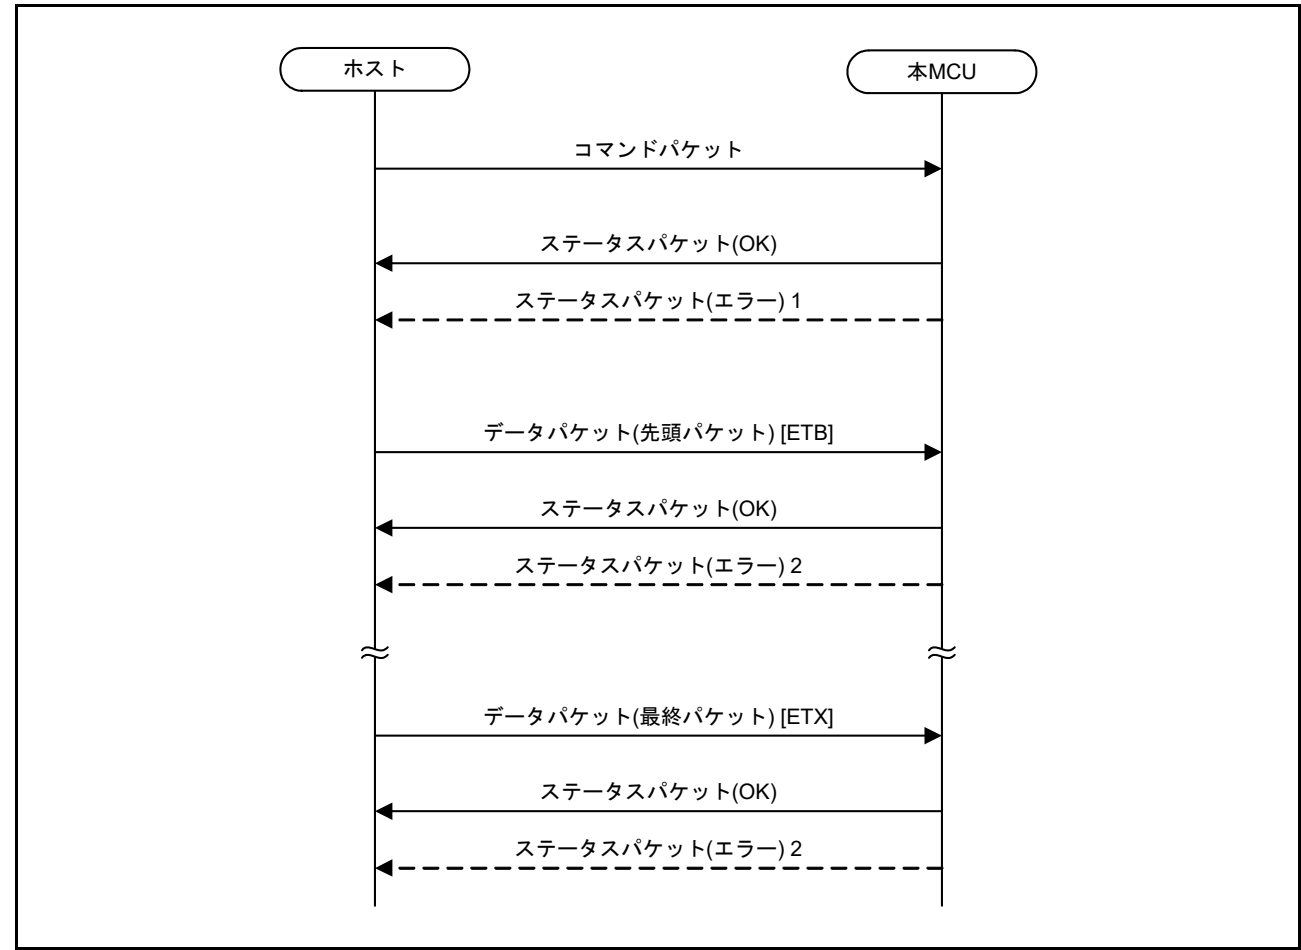 ホスト
本MCU
コマンドパケット
ステータスパケット(OK)
ステータスパケット(エラー) 1
データパケット(先頭パケット) [ETB]
ステータスパケット(OK)
ステータスパケット(エラー) 2
データパケット(最終パケット) [ETX]
ステータスパケット(OK)
ステータスパケット(エラー) 2